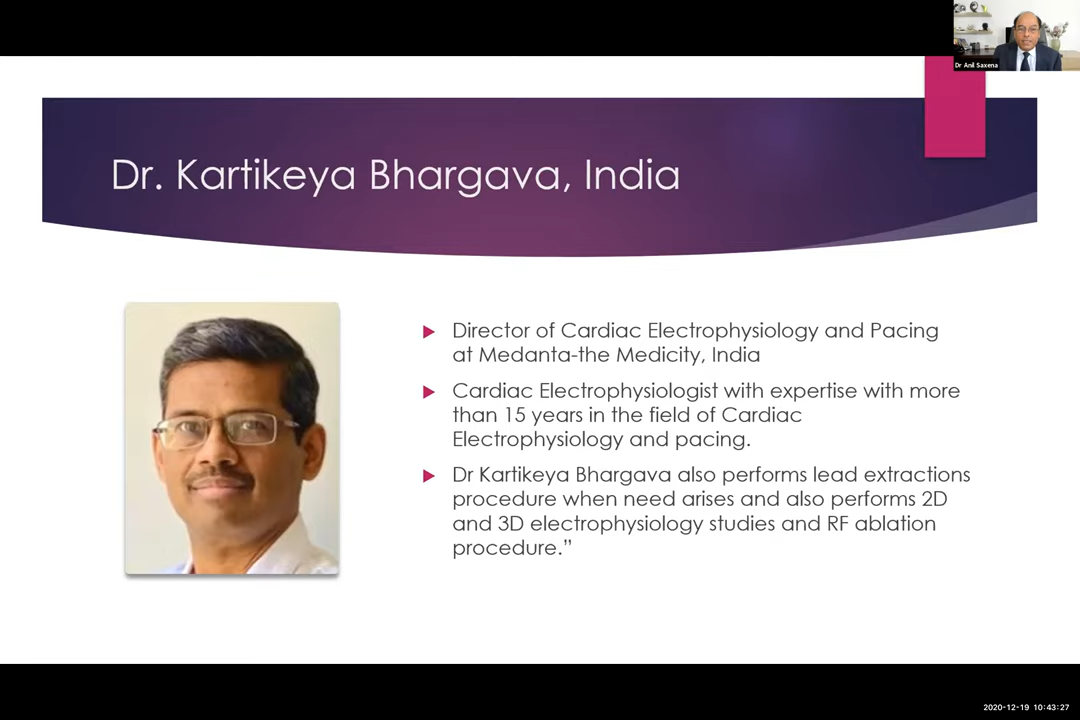 Dr Anil Saxena
Dr. Kartikeya Bhargava, India
Director of Cardiac Electrophysiology and Pacing
at Medanta-the Medicity, India
Cardiac Electrophysiologist with expertise with more
than 15 years in the field of Cardiac
Electrophysiology and pacing.
Dr Kartikeya Bhargava also performs lead extractions
procedure when need arises and also performs 2D
and 3D electrophysiology studies and RF ablation
procedure.”
2020-12-19 10:43:27